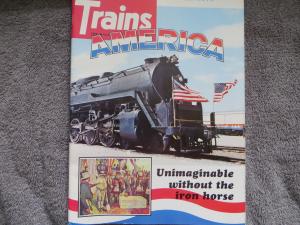 Trains
AMERICA
Unimaginable
without the
iron horse